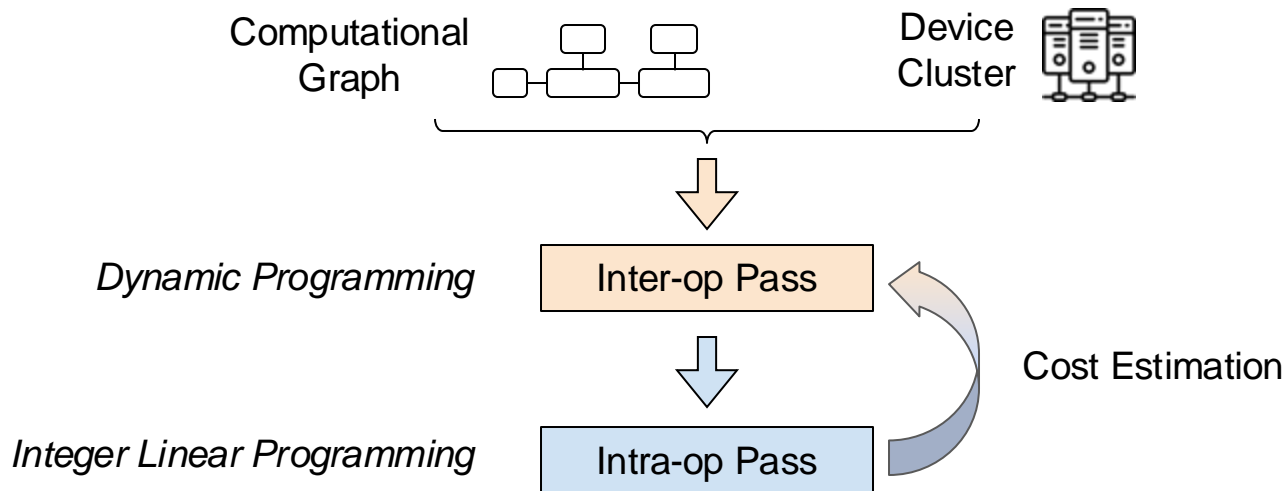 Computational
Graph
Device
Cluster
Dynamic Programming
Inter-op Pass
Cost Estimation
Integer Linear Programming
Intra-op Pass